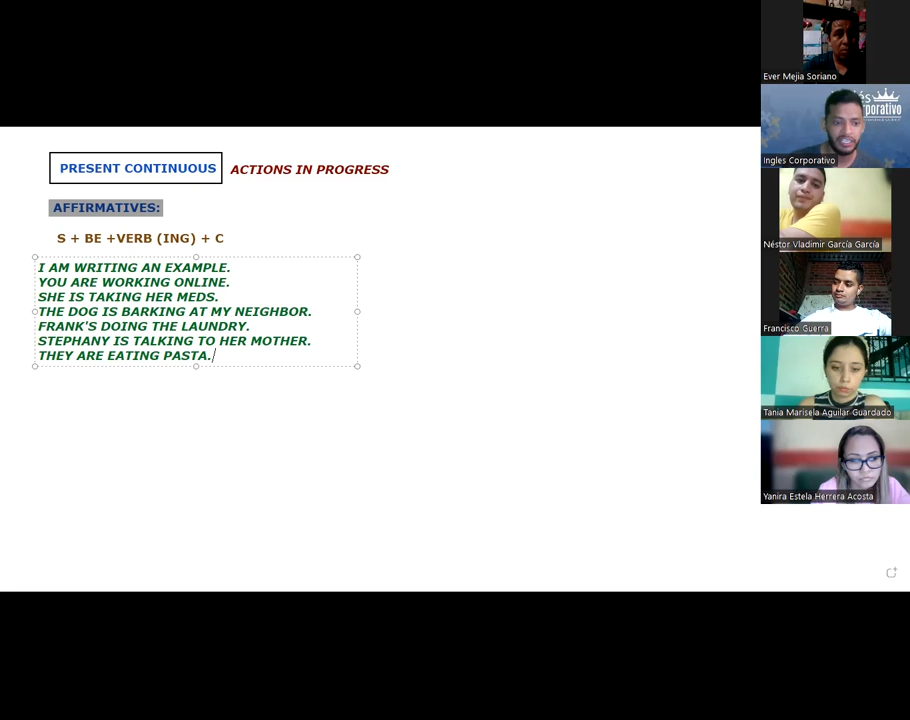 PRESENT CONTINUOUS
ACTIONS IN PROGRESS
AFFIRMATIVES:
S + BE +VERB (ING) + C
I AM WRITING AN EXAMPLE.
YOU ARE WORKING ONLINE.
SHE IS TAKING HER MEDS.
THE DOG IS BARKING AT MY NEIGHBOR.
FRANK'S DOING THE LAUNDRY.
STEPHANY IS TALKING TO HER MOTHER.
THEY ARE EATING PASTA.
Ever Mejia Soriano
Ingles Corporativo
Néstor Vladimir García García
Francisco Guerra
Tania Marisela Aguilar Guardado
Yanira Estela Herrera Acosta